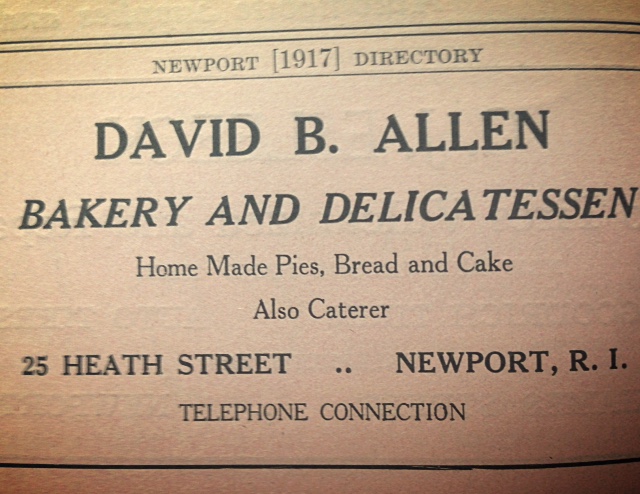 NEWPORT [1917] DIRECTORY
DAVID B. ALLEN
BAKERY AND DELICATESSEN
Home Made Pies, Bread and Cake
Also Caterer
25 HEATH STREET .. NEWPORT, R. I.
TELEPHONE CONNECTION